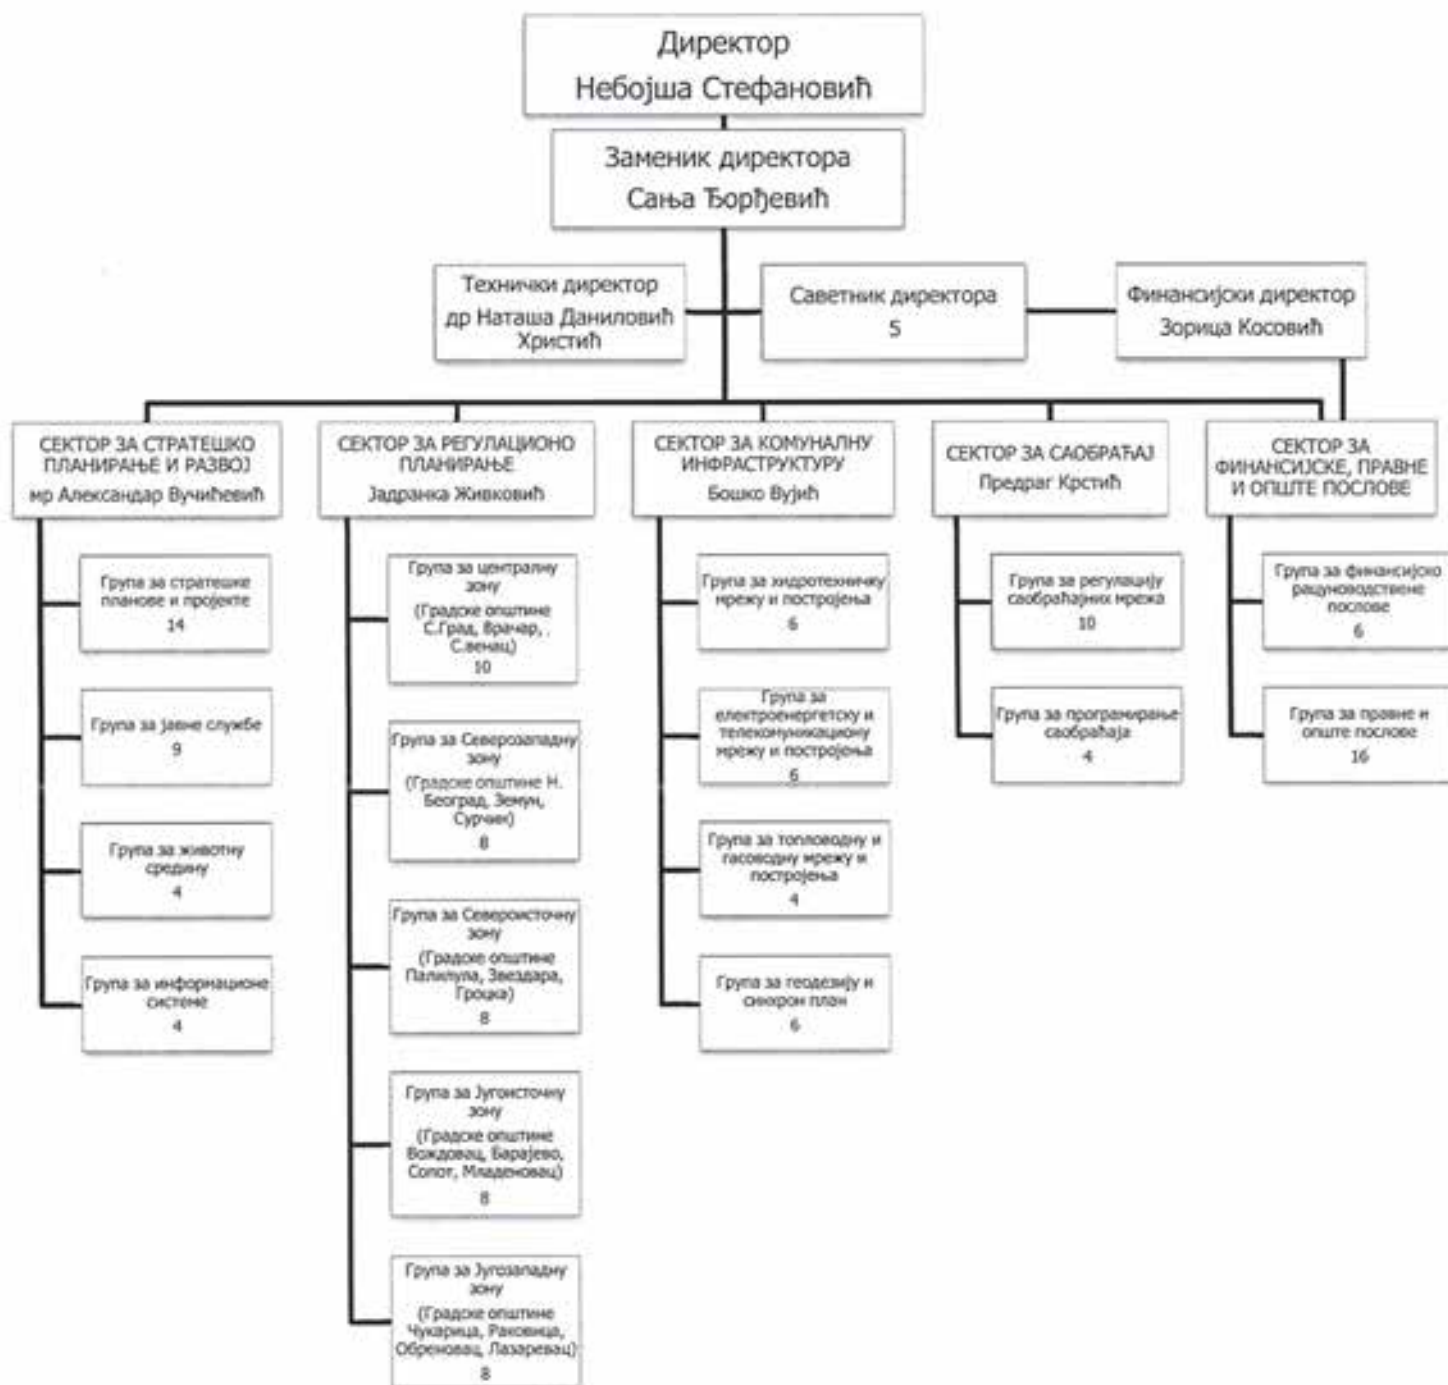 Директор
Небојша Стефановић
Заменик директора
Сања Ђорђевић
Технички директор
др Наташа Даниловић
Христић
Саветник директора
5
Финансијски директор
Зорица Косовић
СЕКТОР ЗА СТРАТЕШКО
ПЛАНИРАЊЕ И РАЗВОЈ
мр Александар Вучићевић
Група за стратешке
планове и пројекте
14
Група за јавне службе
9
Група за животну
средину
4
Група за информационе
системе
4
СЕКТОР ЗА РЕГУЛАЦИОНО
ПЛАНИРАЊЕ
Јадранка Живковић
Група за централну
зону
(Градске општине
С.Град, Врачар, .
С.венац)
10
Група за Северозападну
зону
(Градске општине Н.
Београд, Земун,
Сурчин)
8
Група за Североисточну
зону
(Градске општине
Палилула, Звездара,
Гроцка)
8
Група за Југоисточну
зону
(Градске општине
Вождовац, Барајево,
Сопот, Младеновац)
8
Група за Југозападну
зону
(Градске општине
Чукарица, Раковица,
Обреновац, Лазаревац)
8
СЕКТОР ЗА КОМУНАЛНУ
ИНФРАСТРУКТУРУ
Бошко Вујић
Група за хидротехничку
мрежу и постројења
6
Група за
електроенергетску и
телекомуникациону
мрежу и постројења
6
Група за топловодну и
гасоводну мрежу и
постројења
4
Група за геодезију и
синхрон план
6
СЕКТОР ЗА САОБРАЋАЈ
Предраг Крстић
Група за регулацију
саобраћајних мрежа
10
Група за програмирање
саобраћаја
4
СЕКТОР ЗА
ФИНАНСИЈСКЕ, ПРАВНЕ
И ОПШТЕ ПОСЛОВЕ
Група за финансијско
рацуноводствене
послове
6
Група за правне и
опште послове
16